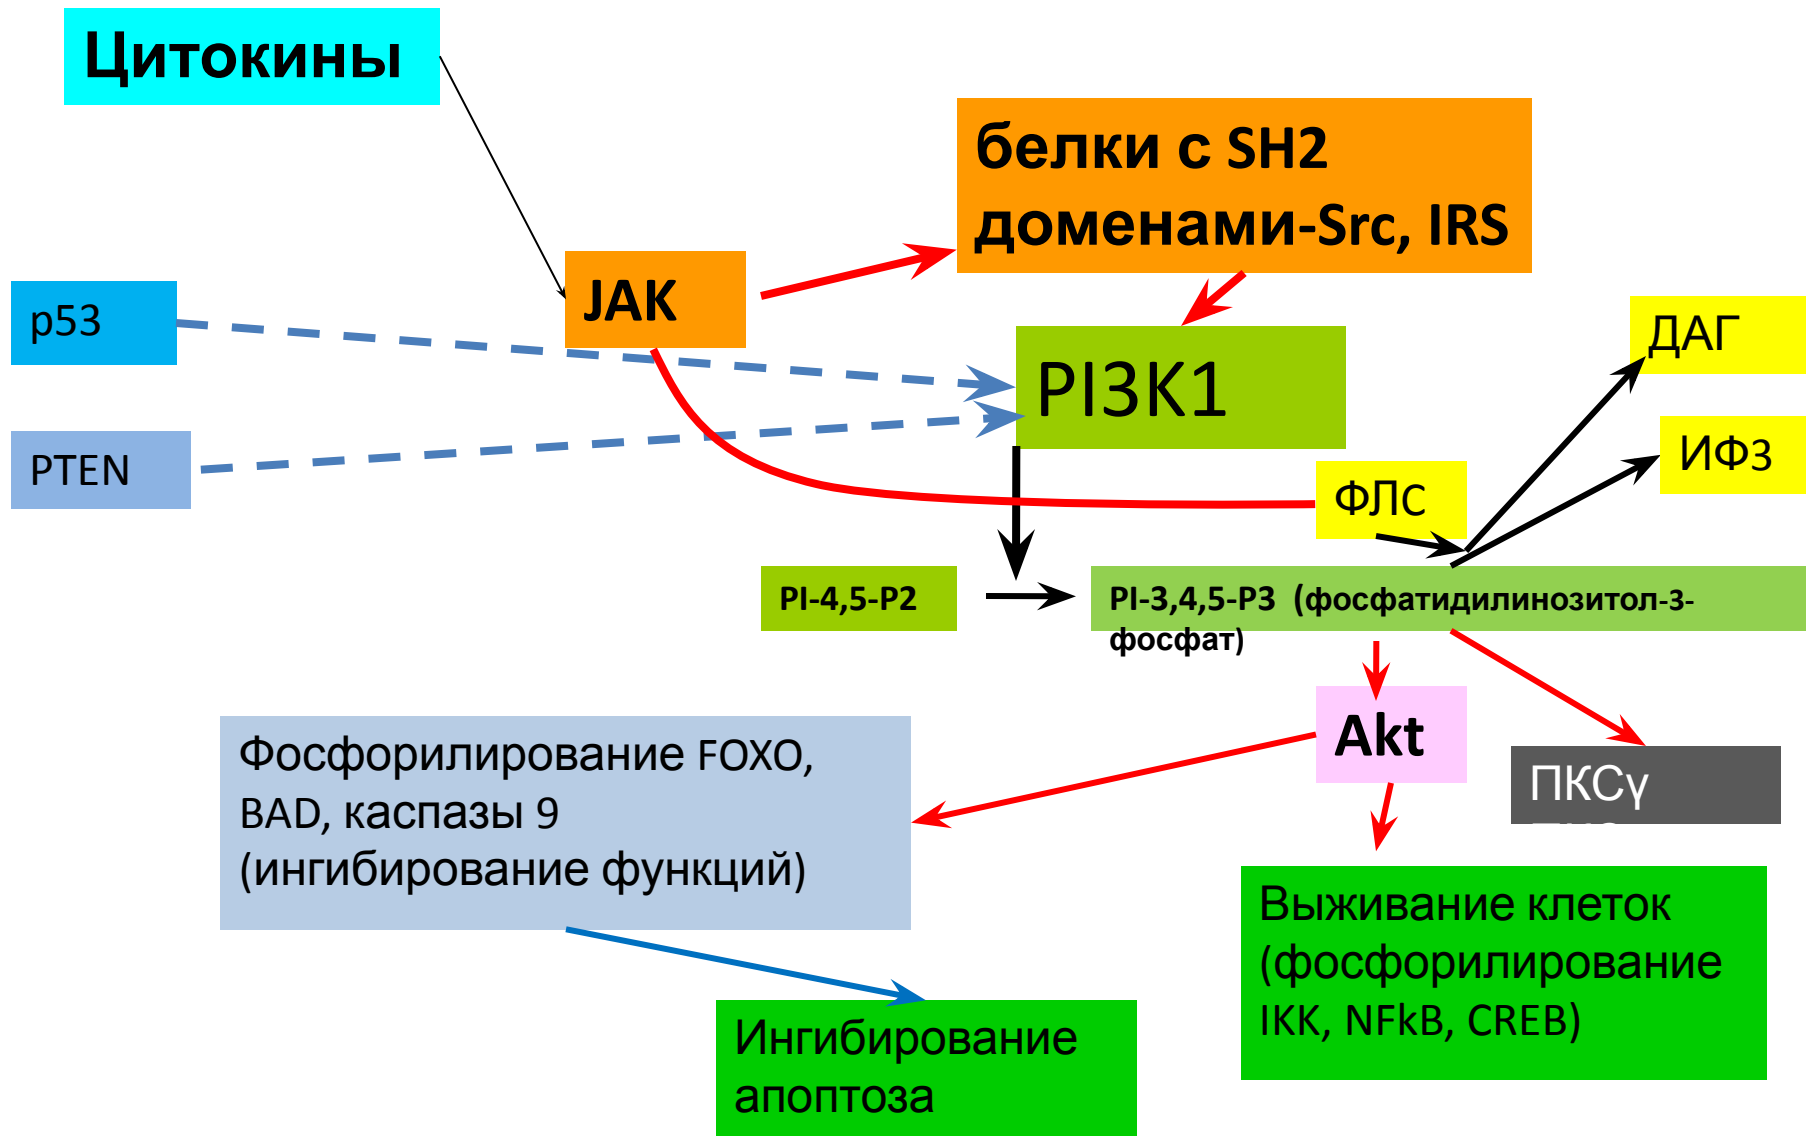 Цитокины
белки с SH2
доменами-Src, IRS
JAK
p53
ДАГ
PI3K1
PTEN
ИФ3
ФЛС
PI-4,5-P2
PI-3,4,5-P3 (фосфатидилинозитол-3-
фосфат)
Akt
Фосфорилирование FOXO,
BAD, каспазы 9
(ингибирование функций)
ПКСγ
Выживание клеток
(фосфорилирование
IKK, NFkB, CREB)
Ингибирование
апоптоза